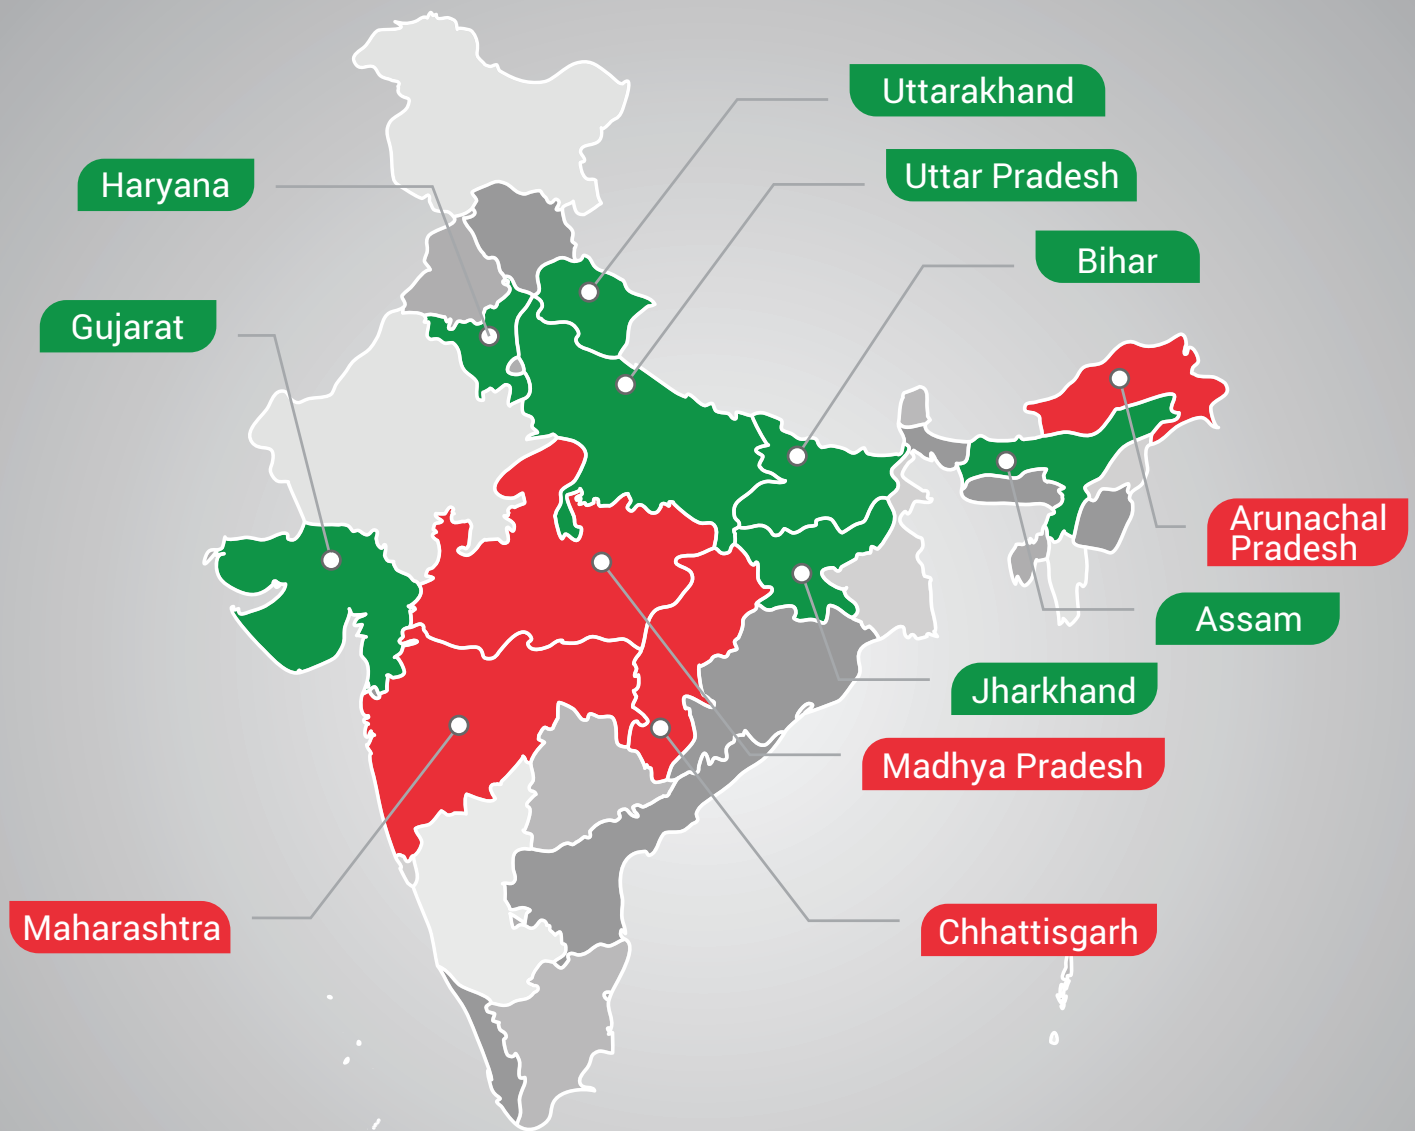 Uttarakhand
Haryana
Uttar Pradesh
Bihar
Gujarat
Arunachal
Pradesh
Assam
Jharkhand
Madhya Pradesh
Maharashtra
Chhattisgarh